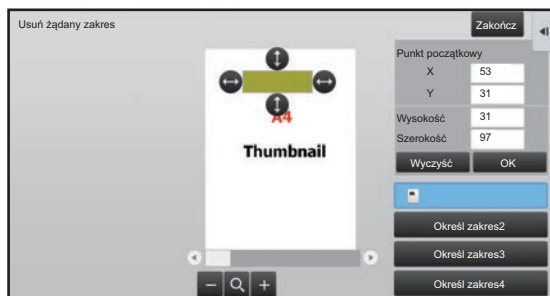 Usuń żądany zakres
Zakończ
Punkt początkowy
X 53
Y 31
Wysokość 31
Szerokość 97
Wyczyść OK
A4
Thumbnail
Określ zakres2
Określ zakres3
Określ zakres4